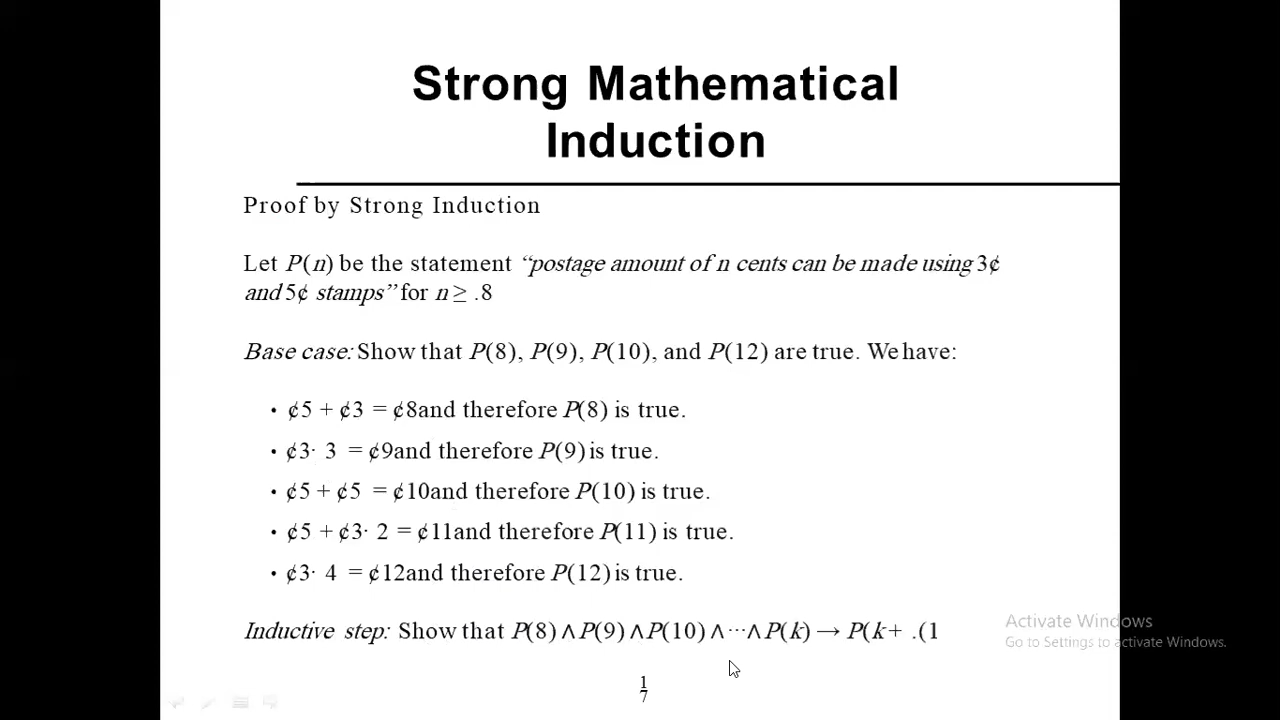 Strong Mathematical
Induction
Proof by Strong Induction
Let P(n) be the statement “postage amount of n cents can be made using 3¢
and 5¢ stamps” for n ≥ .8
Base case: Show that P(8), P(9), P(10), and P(12) are true. We have:
• ¢5 + ¢3 = ¢8and therefore P(8) is true.
• ¢3· 3 = ¢9and therefore P(9) is true.
• ¢5 + ¢5 = ¢10and therefore P(10) is true.
• ¢5 + ¢3· 2 = ¢11and therefore P(11) is true.
• ¢3· 4 = ¢12and therefore P(12) is true.
Inductive step: Show that P(8) ∧ P(9) ∧ P(10) ∧ ··· ∧ P(k) → P(k + .(1
Activate Windows
Go to Settings to activate Windows.
1
7